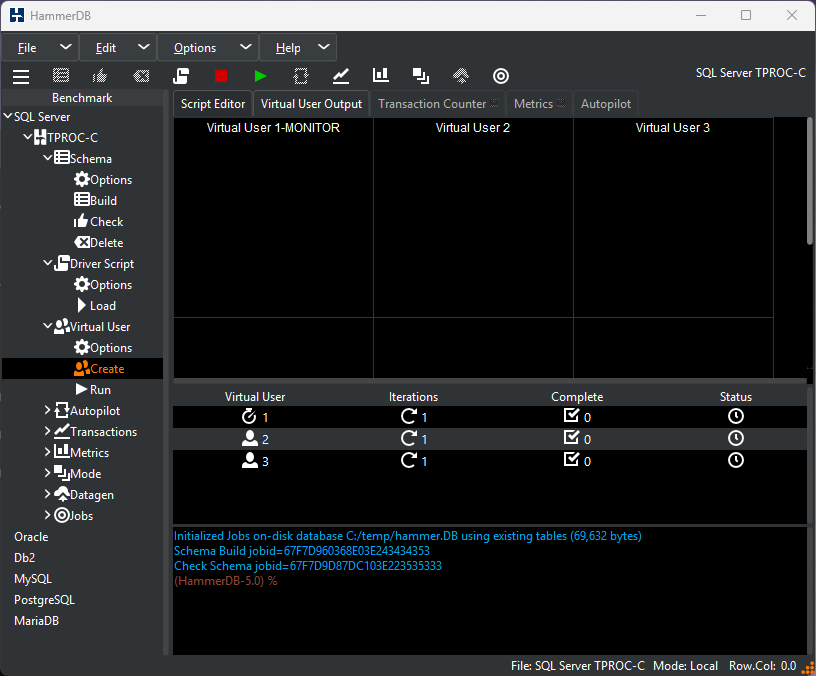 HammerDB
File Edit Options Help
SQL Server TPROC-C
Benchmark
SQL Server
TPROC-C
Schema
Options
Build
Check
Delete
Driver Script
Options
Load
Virtual User
Options
Create
Run
Autopilot
Transactions
Metrics
Mode
Datagen
Jobs
Oracle
Db2
MySQL
PostgreSQL
MariaDB
Script Editor Virtual User Output Transaction Counter Metrics Autopilot
Virtual User 1-MONITOR Virtual User 2 Virtual User 3
Virtual User Iterations Complete Status
1 1 0
2 1 0
3 1 0
Initialized Jobs on-disk database C:/temp/hammer.DB using existing tables (69,632 bytes)
Schema Build jobid=67F7D960368E03E243434353
Check Schema jobid=67F7D9D87DC103E223535333
(HammerDB-5.0) %
File: SQL Server TPROC-C Mode: Local Row.Col: 0.0